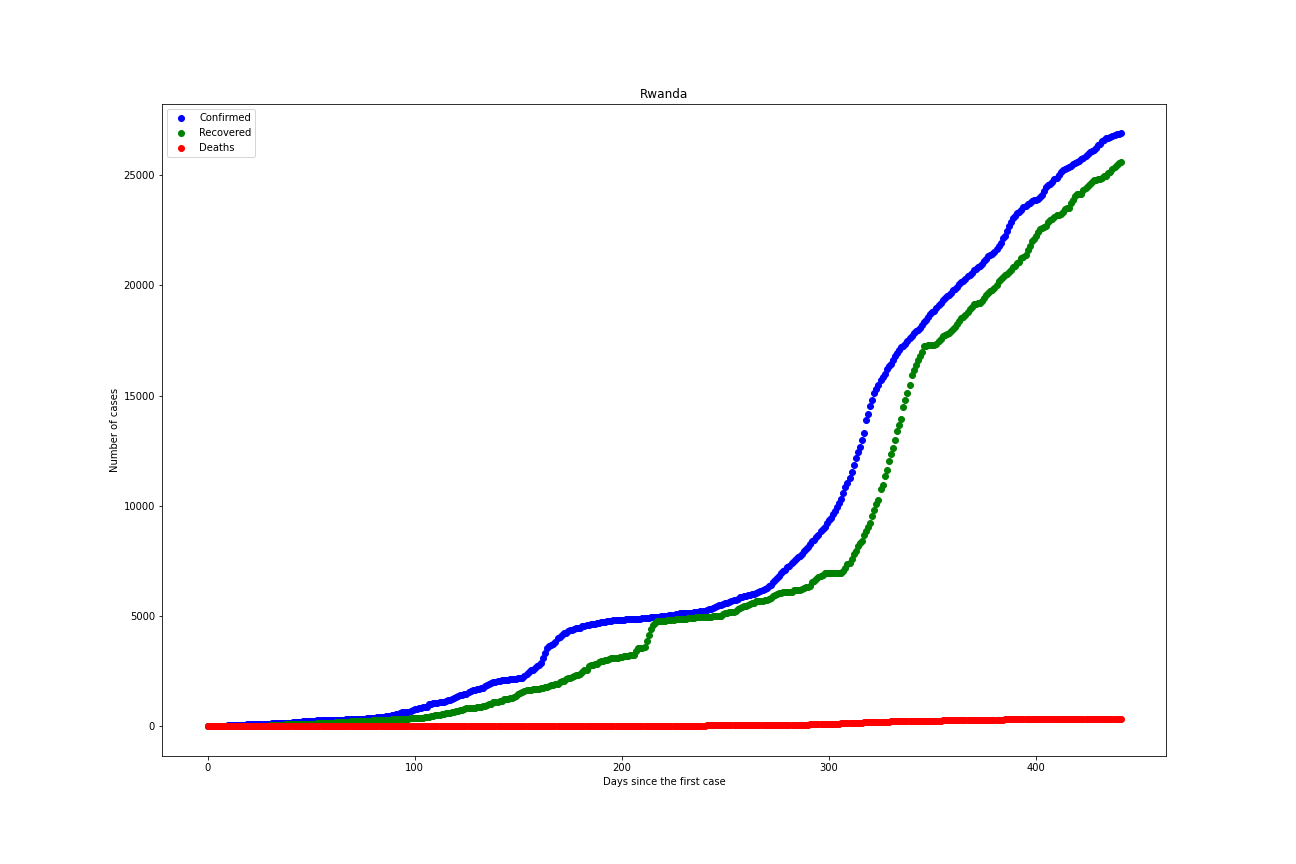 Rwanda
Confirmed
Recovered
Deaths
25000
20000
15000
10000
5000
0
Number of cases
0 100 200 300 400
Days since the first case